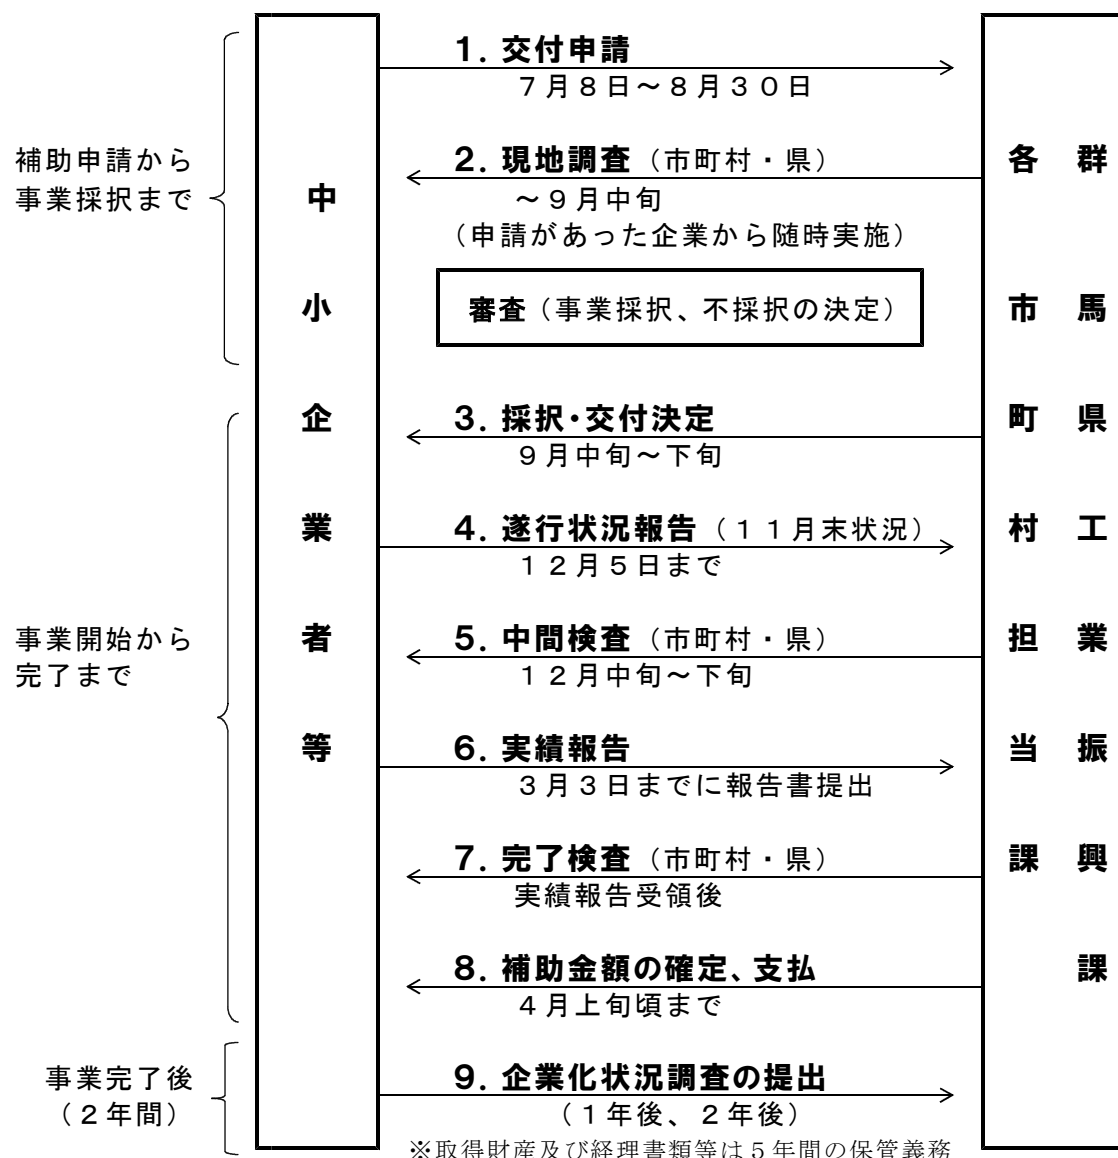 1. 交付申請
7月8日～8月30日
補助申請から
事業採択まで
2. 現地調査（市町村・県）
～9月中旬
（申請があった企業から随時実施）
審査（事業採択、不採択の決定）
3. 採択・交付決定
9月中旬～下旬
4. 遂行状況報告（11月末状況）
12月5日まで
事業開始から
完了まで
5. 中間検査（市町村・県）
12月中旬～下旬
6. 実績報告
3月3日までに報告書提出
7. 完了検査（市町村・県）
実績報告受領後
8. 補助金額の確定、支払
4月上旬頃まで
事業完了後
（2年間）
9. 企業化状況調査の提出
（1年後、2年後）
※取得財産及び経理書類等は5年間の保管義務
中小企業者等
群馬県工業振興課
各市町村担当課